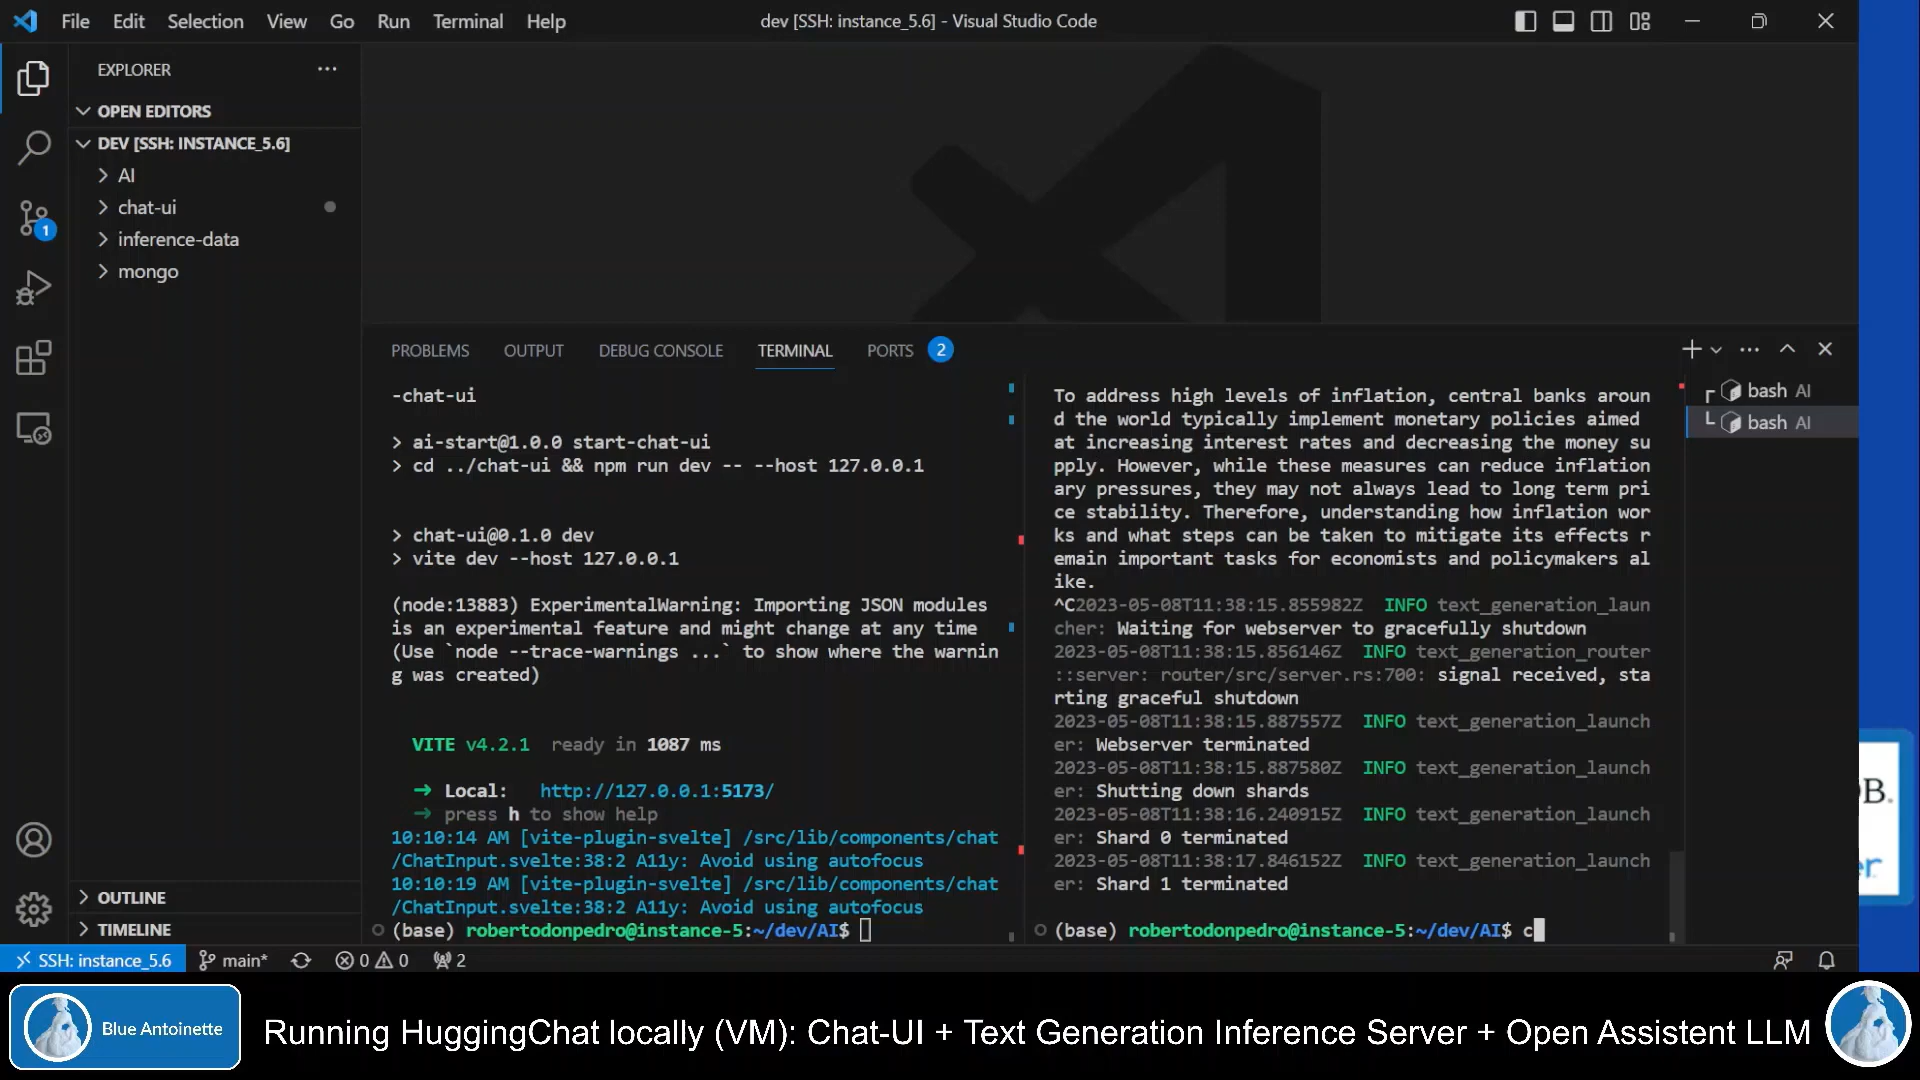 File Edit Selection View Go Run Terminal Help
dev [SSH: instance_5.6] - Visual Studio Code
EXPLORER
OPEN EDITORS
DEV [SSH: INSTANCE_5.6]
AI
chat-ui
inference-data
mongo
1
OUTLINE
TIMELINE
PROBLEMS OUTPUT DEBUG CONSOLE TERMINAL PORTS 2
-chat-ui
> ai-start@1.0.0 start-chat-ui
> cd ../chat-ui && npm run dev -- --host 127.0.0.1
> chat-ui@0.1.0 dev
> vite dev --host 127.0.0.1
(node:13883) ExperimentalWarning: Importing JSON modules
is an experimental feature and might change at any time
(Use `node --trace-warnings ...` to show where the warnin
g was created)
VITE v4.2.1 ready in 1087 ms
➜ Local: http://127.0.0.1:5173/
➜ press h to show help
10:10:14 AM [vite-plugin-svelte] /src/lib/components/chat
/ChatInput.svelte:38:2 A11y: Avoid using autofocus
10:10:19 AM [vite-plugin-svelte] /src/lib/components/chat
/ChatInput.svelte:38:2 A11y: Avoid using autofocus
(base) robertodonpedro@instance-5:~/dev/AI$
To address high levels of inflation, central banks aroun
d the world typically implement monetary policies aimed
at increasing interest rates and decreasing the money su
pply. However, while these measures can reduce inflation
ary pressures, they may not always lead to long term pri
ce stability. Therefore, understanding how inflation wor
ks and what steps can be taken to mitigate its effects r
emain important tasks for economists and policymakers al
ike.
^C2023-05-08T11:38:15.855982Z INFO text_generation_laun
cher: Waiting for webserver to gracefully shutdown
2023-05-08T11:38:15.856146Z INFO text_generation_router
::server: router/src/server.rs:700: signal received, sta
rting graceful shutdown
2023-05-08T11:38:15.887557Z INFO text_generation_launch
er: Webserver terminated
2023-05-08T11:38:15.887580Z INFO text_generation_launch
er: Shutting down shards
2023-05-08T11:38:16.240915Z INFO text_generation_launch
er: Shard 0 terminated
2023-05-08T11:38:17.846152Z INFO text_generation_launch
er: Shard 1 terminated
(base) robertodonpedro@instance-5:~/dev/AI$ c
bash AI
bash AI
DB.
er
SSH: instance_5.6 main* 0 0 2
Blue Antoinette
Running HuggingChat locally (VM): Chat-UI + Text Generation Inference Server + Open Assistent LLM